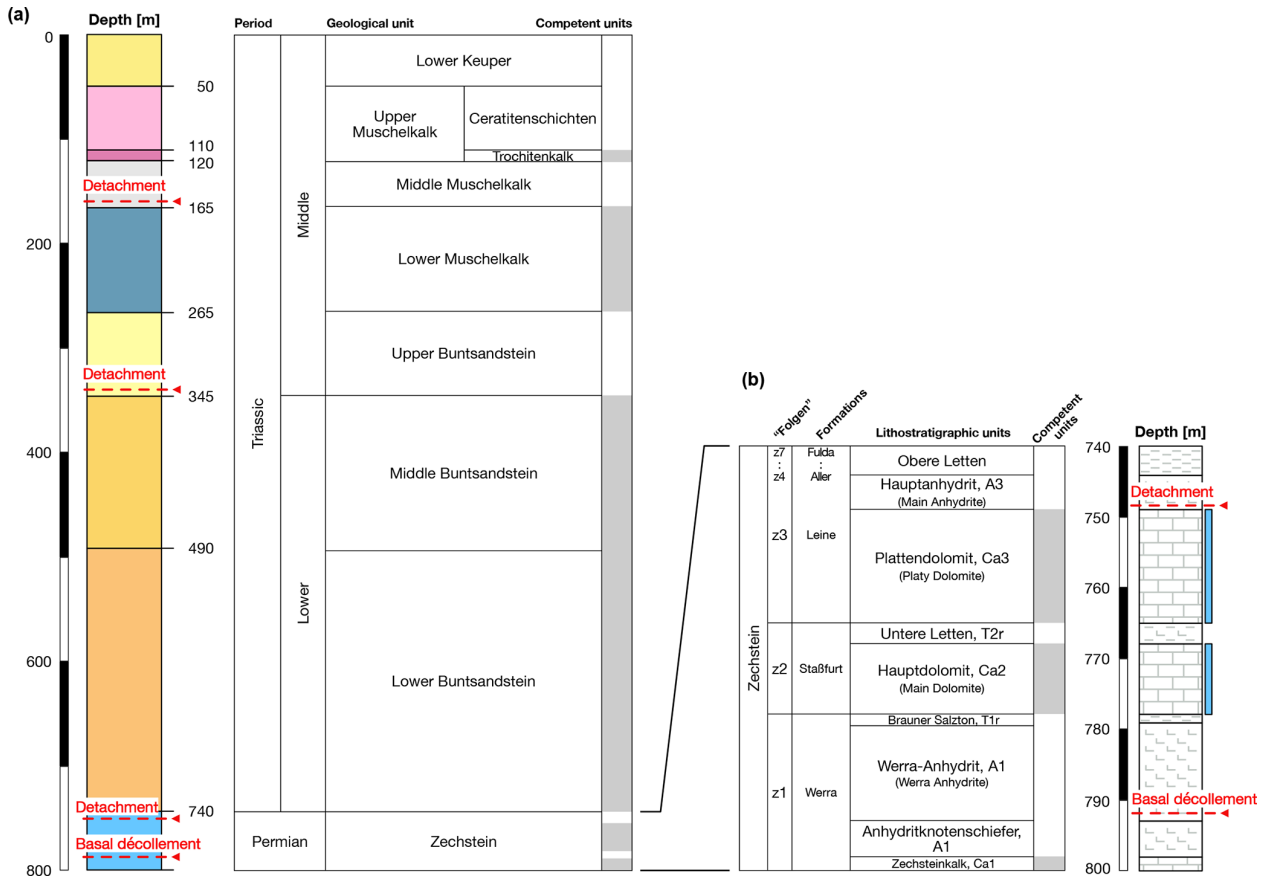 (a)
Depth [m]
Period
Geological unit
Competent units
0
200
400
600
800
50
110
120
165
265
345
490
740
Detachment
Detachment
Detachment
Basal décollement
Triassic
Permian
Middle
Lower
Lower Keuper
Upper
Muschelkalk
Ceratitenschichten
Trochitenkalk
Middle Muschelkalk
Lower Muschelkalk
Upper Buntsandstein
Middle Buntsandstein
Lower Buntsandstein
Zechstein
(b)
“Folgen”
Formations
Lithostratigraphic units
Competent
units
Depth [m]
Zechstein
z7
:
z4
z3
z2
z1
Fulda
:
Aller
Leine
Staßfurt
Werra
Obere Letten
Hauptanhydrit, A3
(Main Anhydrite)
Plattendolomit, Ca3
(Platy Dolomite)
Untere Letten, T2r
Hauptdolomit, Ca2
(Main Dolomite)
Brauner Salzton, T1r
Werra-Anhydrit, A1
(Werra Anhydrite)
Anhydritknotenschiefer,
A1
Zechsteinkalk, Ca1
740
750
760
770
780
790
800
Detachment
Basal décollement